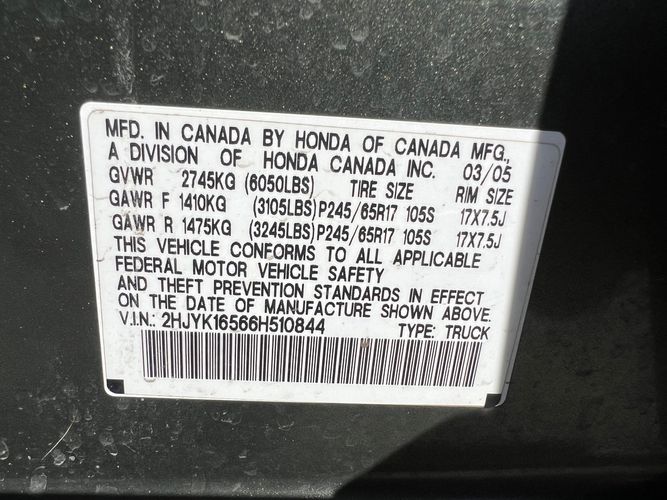 MFD. IN CANADA BY HONDA OF CANADA MFG.,
A DIVISION OF HONDA CANADA INC. 03/05
GVWR 2745KG (6050LBS) TIRE SIZE RIM SIZE
GAWR F 1410KG (3105LBS) P245/65R17 105S 17X7.5J
GAWR R 1475KG (3245LBS) P245/65R17 105S 17X7.5J
THIS VEHICLE CONFORMS TO ALL APPLICABLE
FEDERAL MOTOR VEHICLE SAFETY
AND THEFT PREVENTION STANDARDS IN EFFECT
ON THE DATE OF MANUFACTURE SHOWN ABOVE.
V.I.N.: 2HJYK16566H510844 TYPE: TRUCK